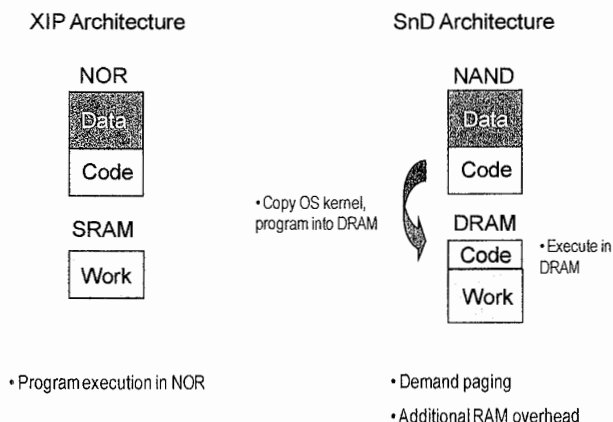 XIP Architecture
NOR
Data
Code
SRAM
Work
• Program execution in NOR
SnD Architecture
NAND
Data
Code
• Copy OS kernel,
program into DRAM
DRAM
Code
Work
• Execute in
DRAM
• Demand paging
• Additional RAM overhead